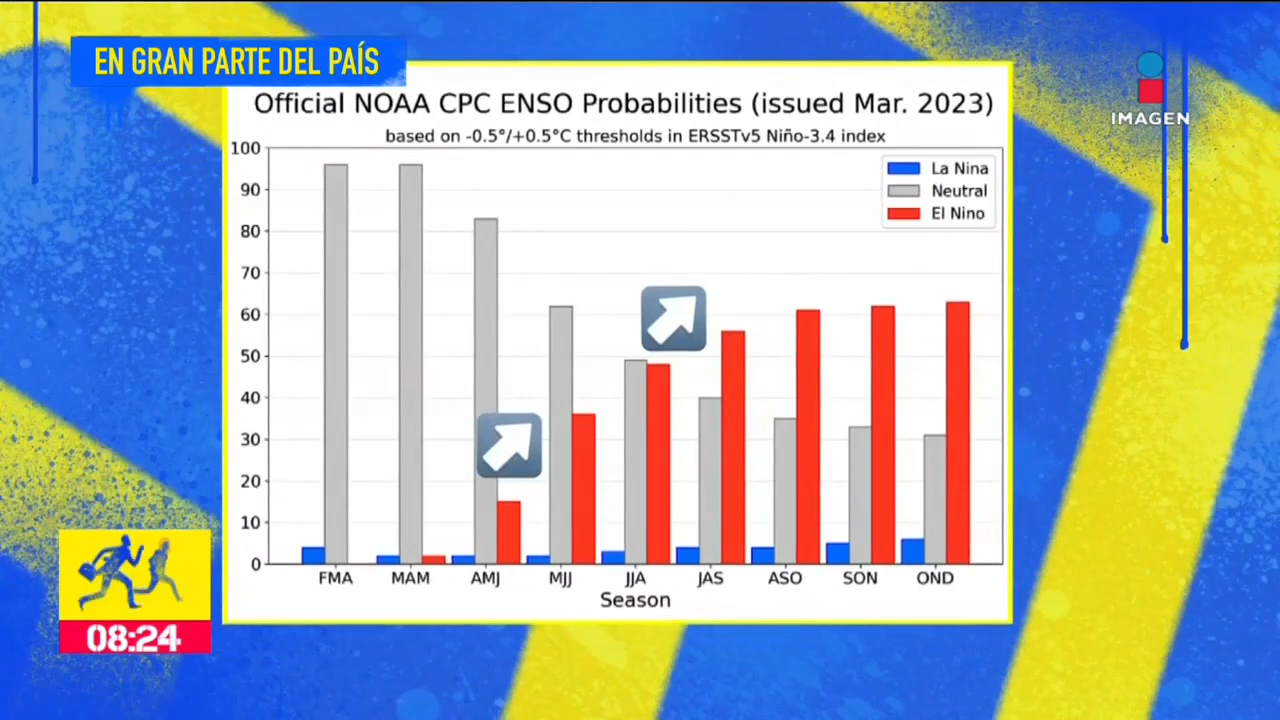 EN GRAN PARTE DEL PAÍS
IMAGEN
Official NOAA CPC ENSO Probabilities (issued Mar. 2023)
based on -0.5°/+0.5°C thresholds in ERSSTv5 Niño-3.4 index
100
90
80
70
60
50
40
30
20
10
0
La Nina
Neutral
El Nino
FMA MAM AMJ MJJ JJA JAS ASO SON OND
Season
08:24